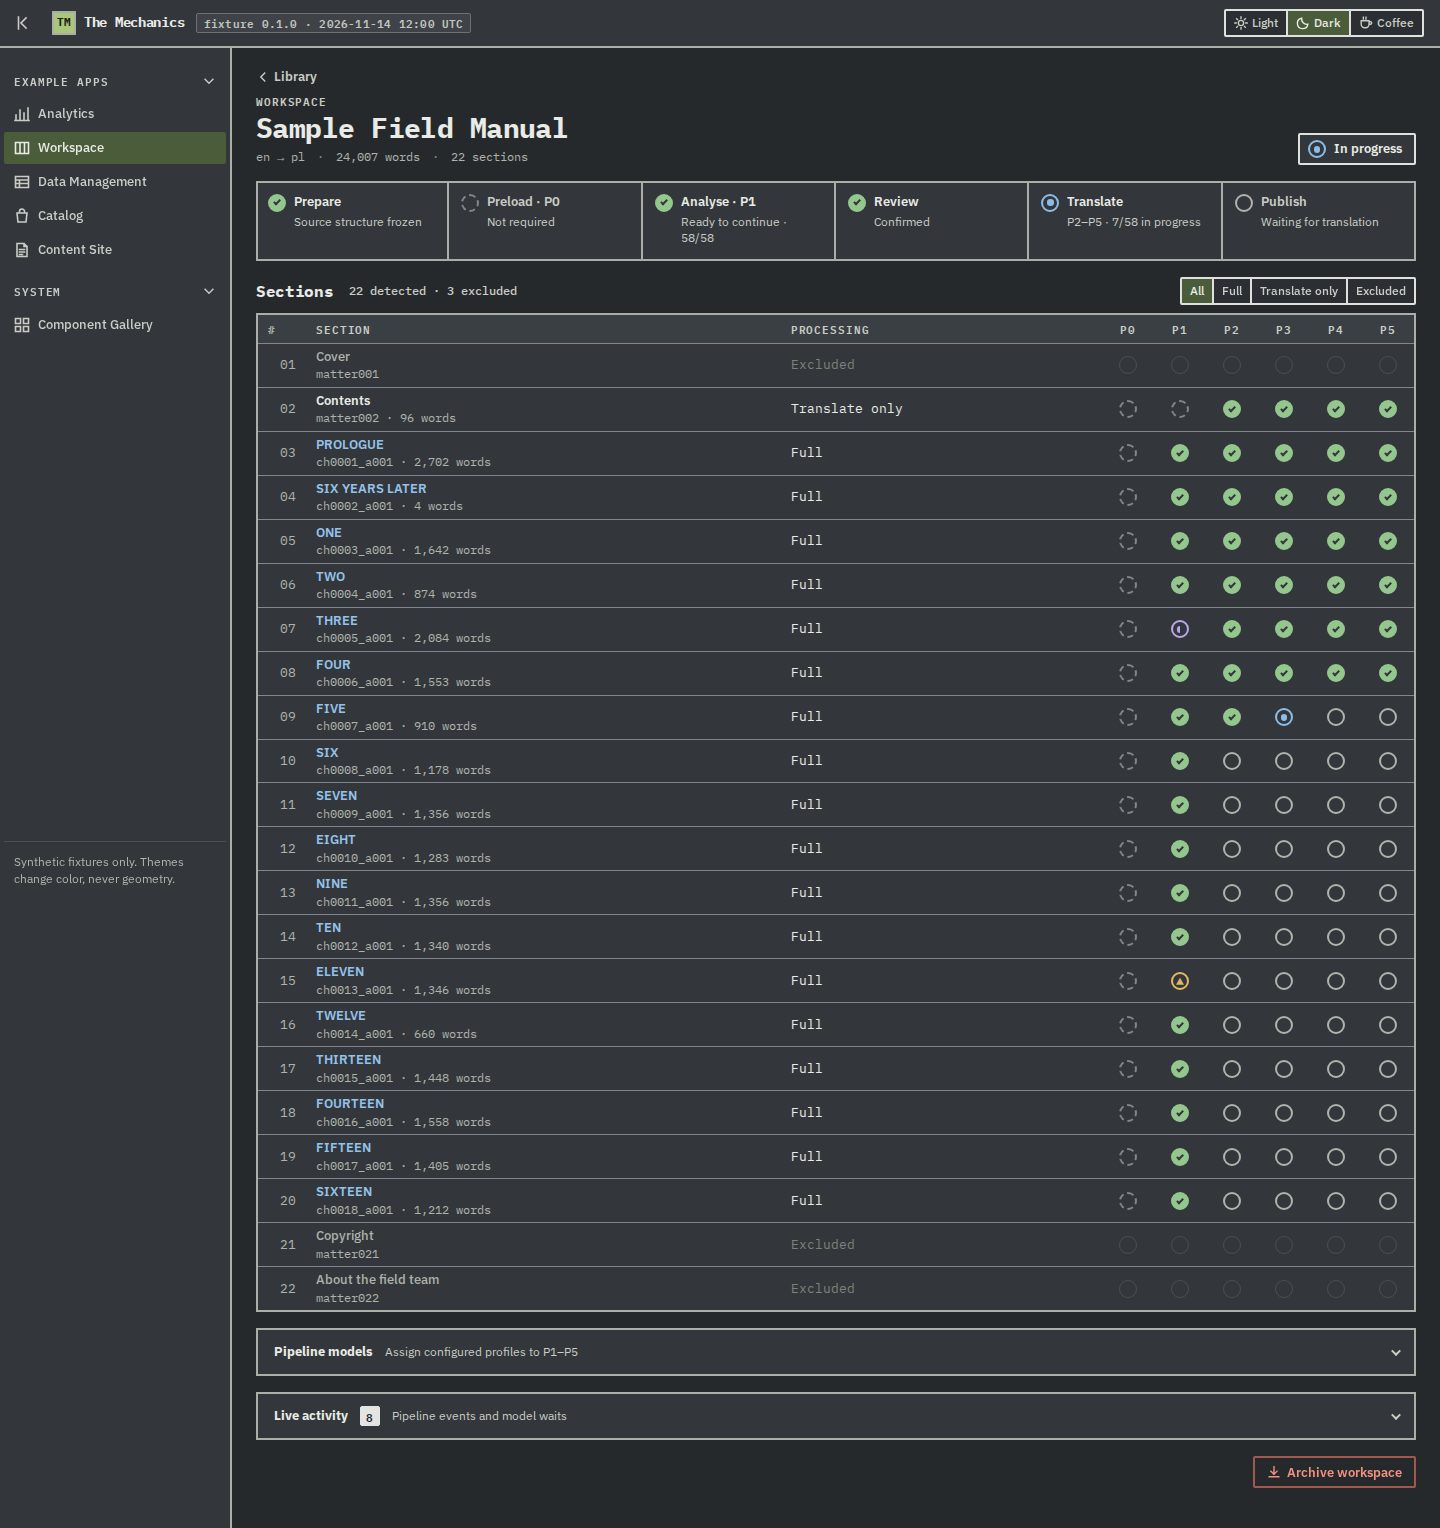 TM The Mechanics fixture 0.1.0 · 2026-11-14 12:00 UTC Light Dark Coffee
EXAMPLE APPS
Analytics
Workspace
Data Management
Catalog
Content Site
SYSTEM
Component Gallery
Synthetic fixtures only. Themes
change color, never geometry.
Library
WORKSPACE
Sample Field Manual
en → pl · 24,007 words · 22 sections
In progress
Prepare
Source structure frozen
Preload · P0
Not required
Analyse · P1
Ready to continue ·
58/58
Review
Confirmed
Translate
P2–P5 · 7/58 in progress
Publish
Waiting for translation
Sections 22 detected · 3 excluded All Full Translate only Excluded
# SECTION PROCESSING P0 P1 P2 P3 P4 P5
01 Cover Excluded
matter001
02 Contents Translate only
matter002 · 96 words
03 PROLOGUE Full
ch0001_a001 · 2,702 words
04 SIX YEARS LATER Full
ch0002_a001 · 4 words
05 ONE Full
ch0003_a001 · 1,642 words
06 TWO Full
ch0004_a001 · 874 words
07 THREE Full
ch0005_a001 · 2,084 words
08 FOUR Full
ch0006_a001 · 1,553 words
09 FIVE Full
ch0007_a001 · 910 words
10 SIX Full
ch0008_a001 · 1,178 words
11 SEVEN Full
ch0009_a001 · 1,356 words
12 EIGHT Full
ch0010_a001 · 1,283 words
13 NINE Full
ch0011_a001 · 1,356 words
14 TEN Full
ch0012_a001 · 1,340 words
15 ELEVEN Full
ch0013_a001 · 1,346 words
16 TWELVE Full
ch0014_a001 · 660 words
17 THIRTEEN Full
ch0015_a001 · 1,448 words
18 FOURTEEN Full
ch0016_a001 · 1,558 words
19 FIFTEEN Full
ch0017_a001 · 1,405 words
20 SIXTEEN Full
ch0018_a001 · 1,212 words
21 Copyright Excluded
matter021
22 About the field team Excluded
matter022
Pipeline models Assign configured profiles to P1–P5
Live activity 8 Pipeline events and model waits
Archive workspace